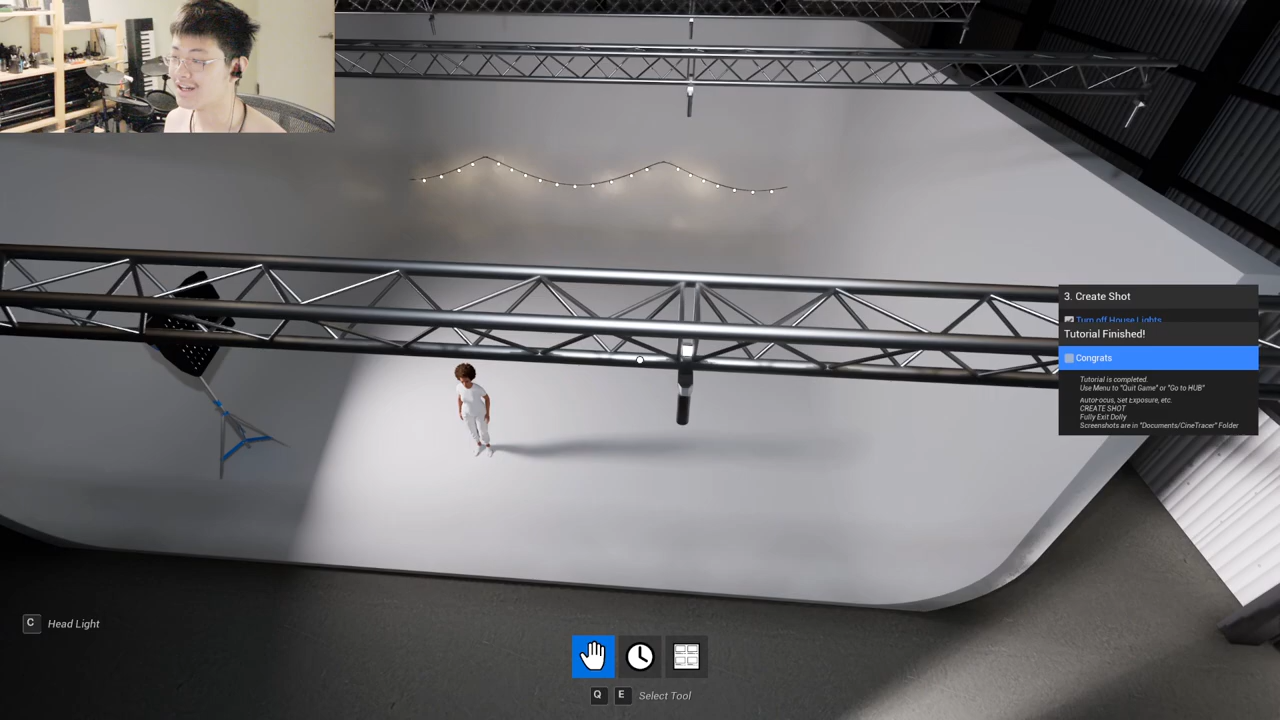 3. Create Shot
Turn off House Lights
Tutorial Finished!
Congrats
Tutorial is completed.
Use Menu to "Quit Game" or "Go to HUB"
AutoFocus, Set Exposure, etc.
CREATE SHOT
Fully Exit Dolly
Screenshots are in "Documents/CineTracer" Folder
C Head Light
Q E Select Tool